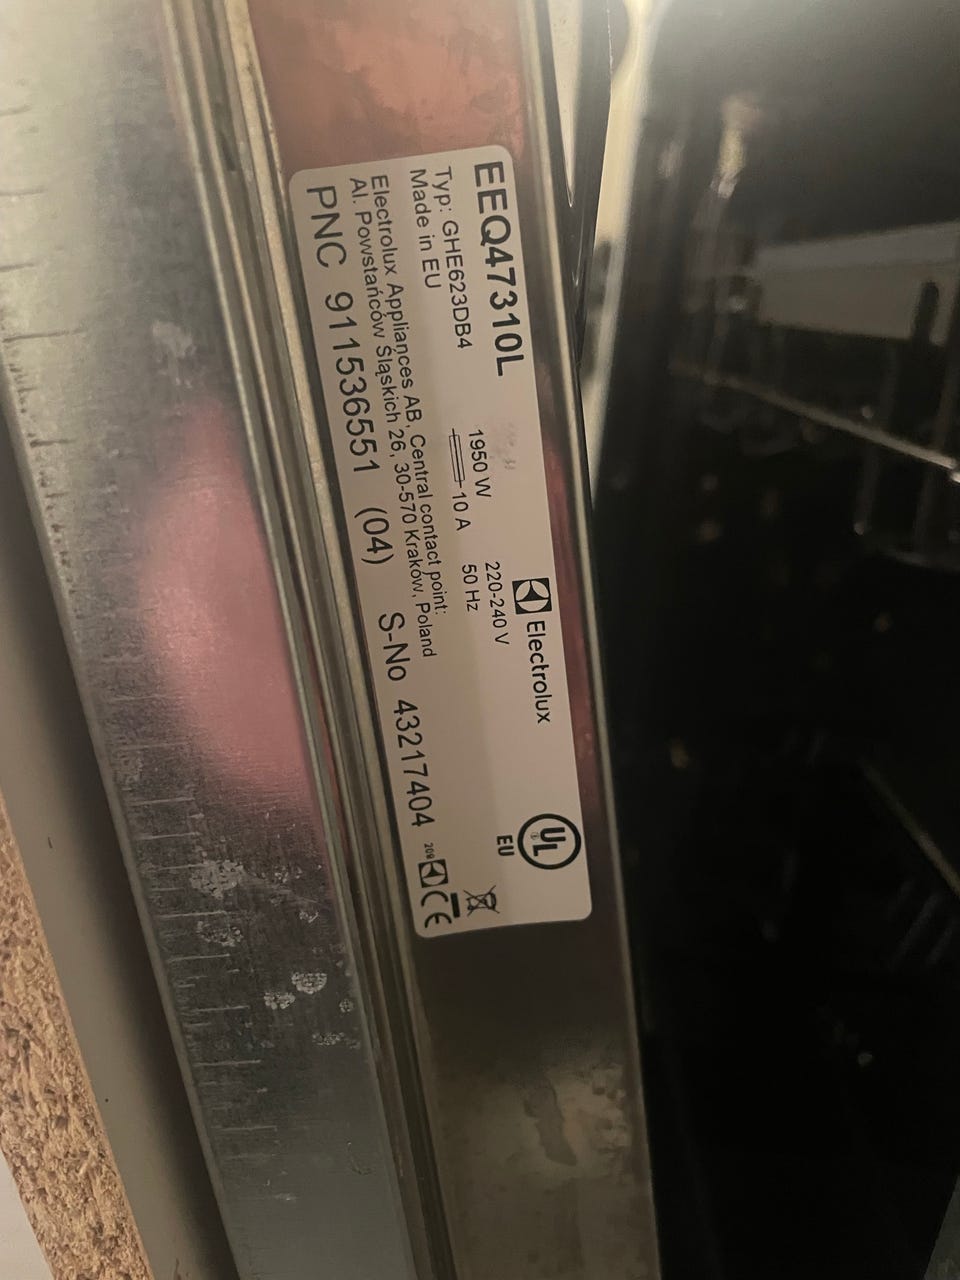 EEQ47310L
Typ: GHE623DB4
Made in EU
1950 W
10 A
220-240 V
50 Hz
Electrolux
UL
EU
Electrolux Appliances AB, Central contact point:
Al. Powstańców Śląskich 26, 30-570 Kraków, Poland
PNC 911536551 (04) S-No 43217404
CE